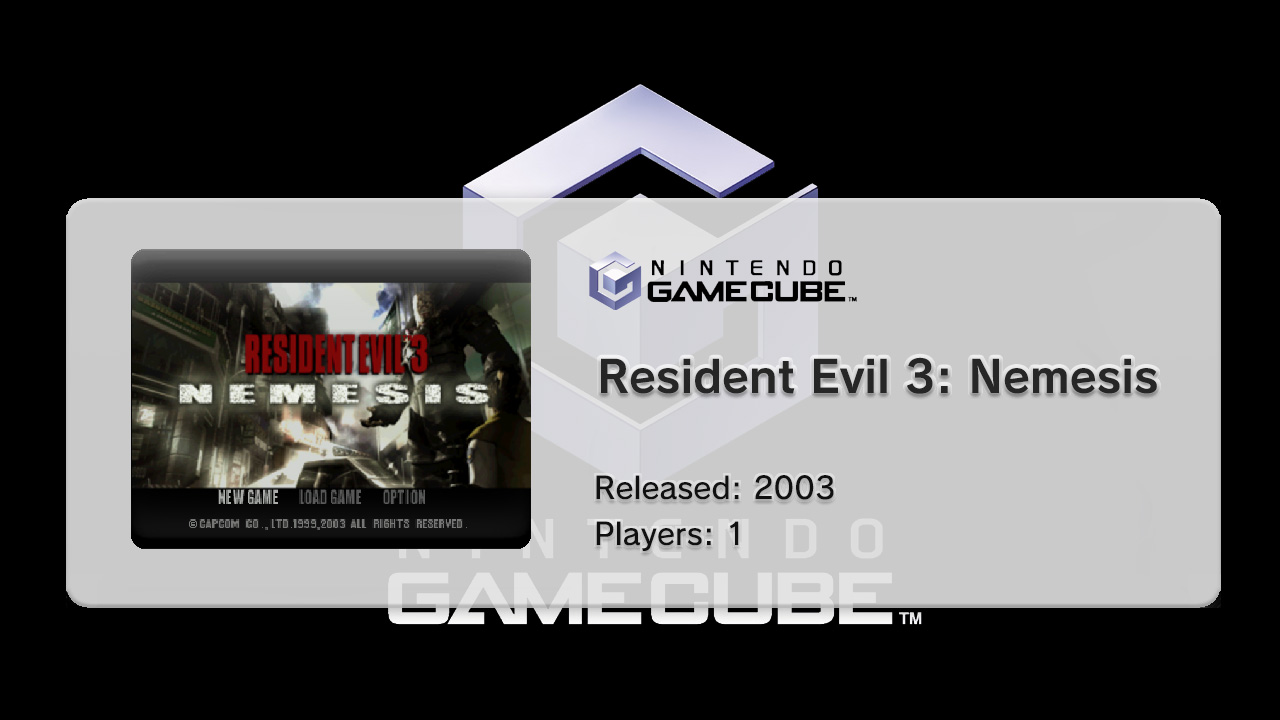 RESIDENT EVIL 3
NEMESIS
NEW GAME LOAD GAME OPTION
© CAPCOM CO., LTD. 1999, 2003 ALL RIGHTS RESERVED.
NINTENDO
GAMECUBE™
Resident Evil 3: Nemesis
Released: 2003
Players: 1
NINTENDO
GAMECUBE™